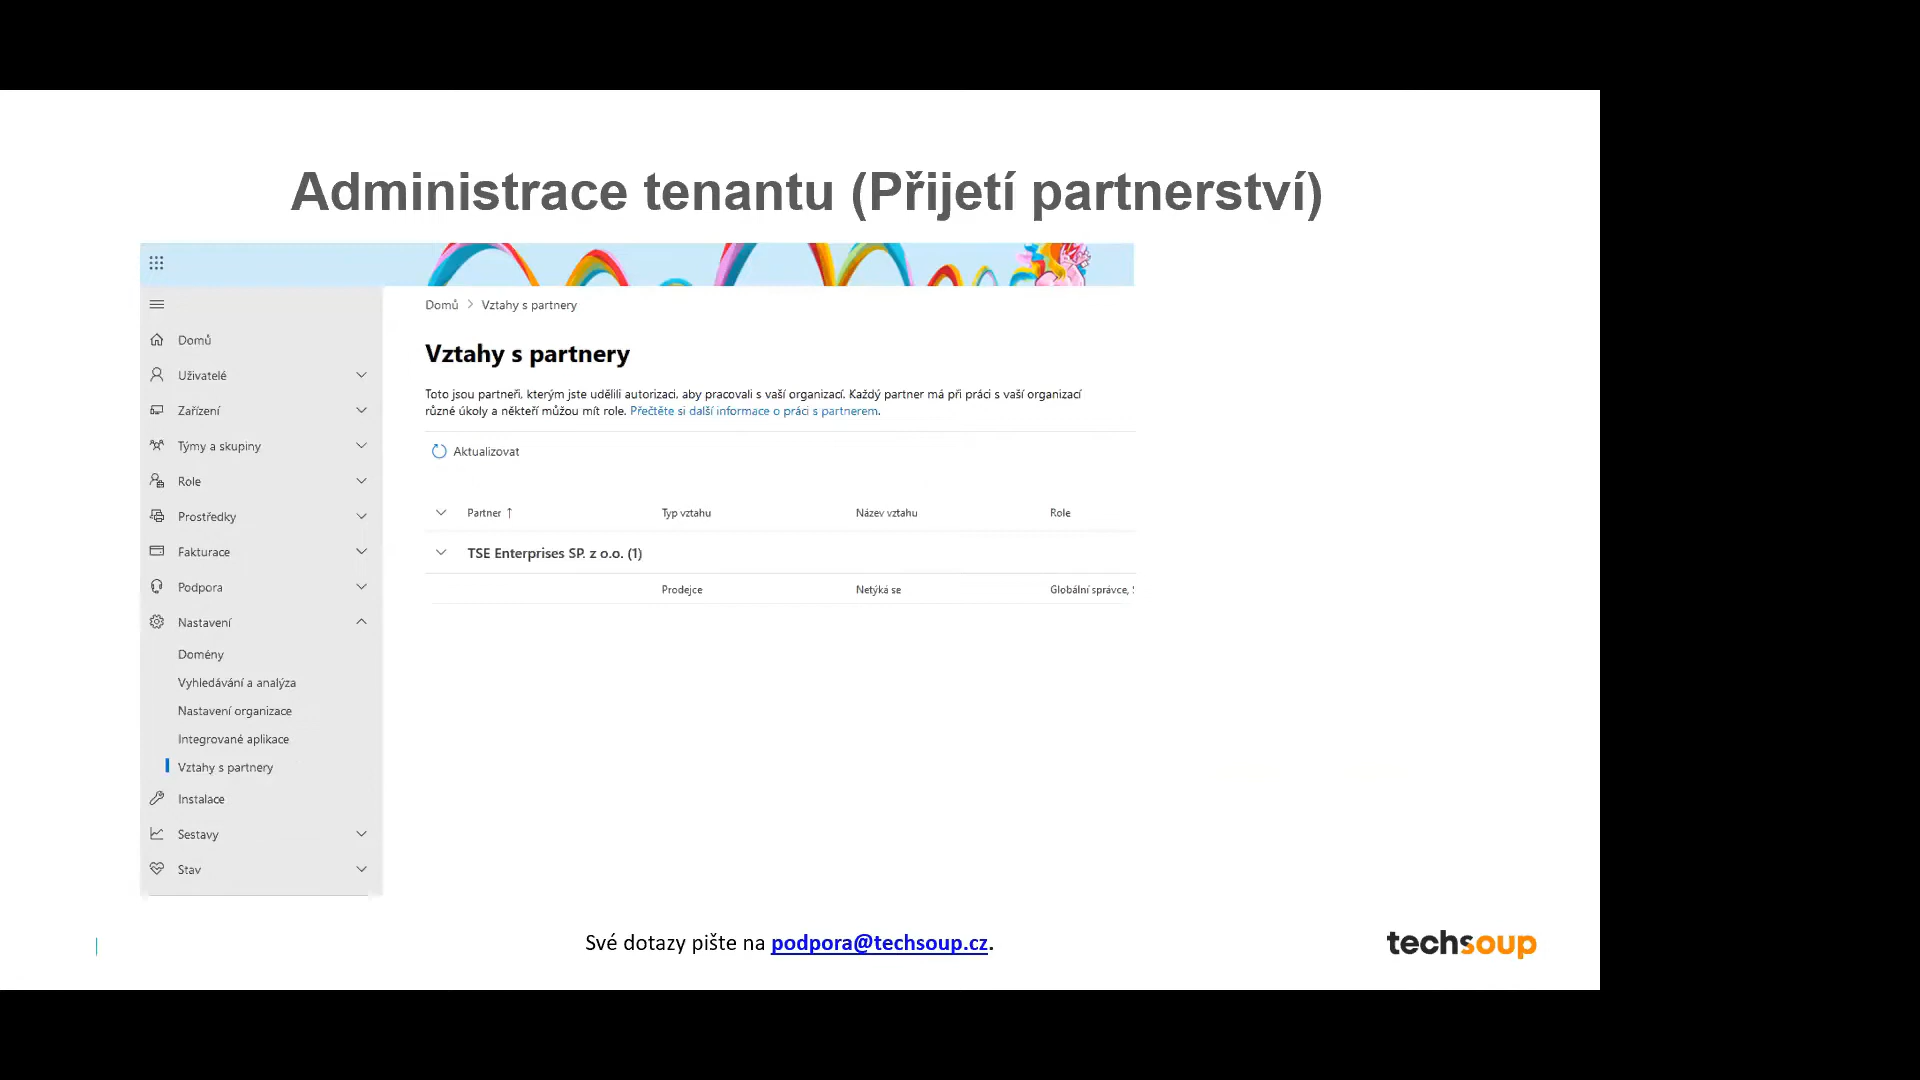 Administrace tenantu (Přijetí partnerství)
Domů
Uživatelé
Zařízení
Týmy a skupiny
Role
Prostředky
Fakturace
Podpora
Nastavení
Domény
Vyhledávání a analýza
Nastavení organizace
Integrované aplikace
Vztahy s partnery
Instalace
Sestavy
Stav
Domů > Vztahy s partnery
Vztahy s partnery
Toto jsou partneři, kterým jste udělili autorizaci, aby pracovali s vaší organizací. Každý partner má při práci s vaší organizací
různé úkoly a někteří můžou mít role. Přečtěte si další informace o práci s partnerem.
Aktualizovat
Partner ↑ Typ vztahu Název vztahu Role
TSE Enterprises SP. z o.o. (1)
Prodejce Netýká se Globální správce,
Své dotazy pište na podpora@techsoup.cz.
techsoup